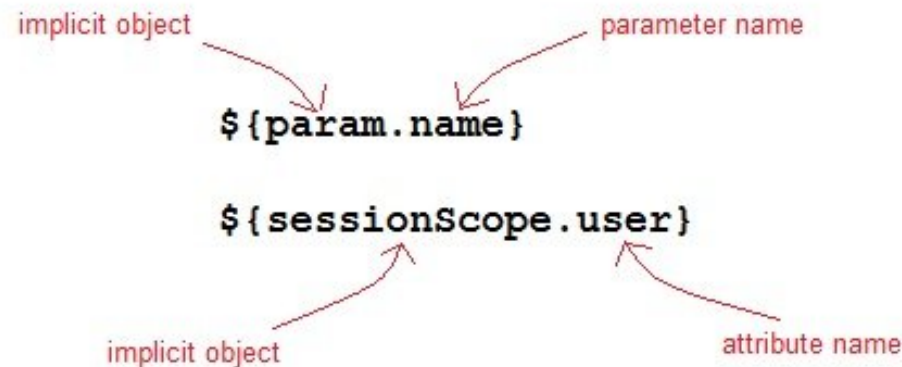 implicit object
parameter name
${param.name}
${sessionScope.user}
implicit object
attribute name